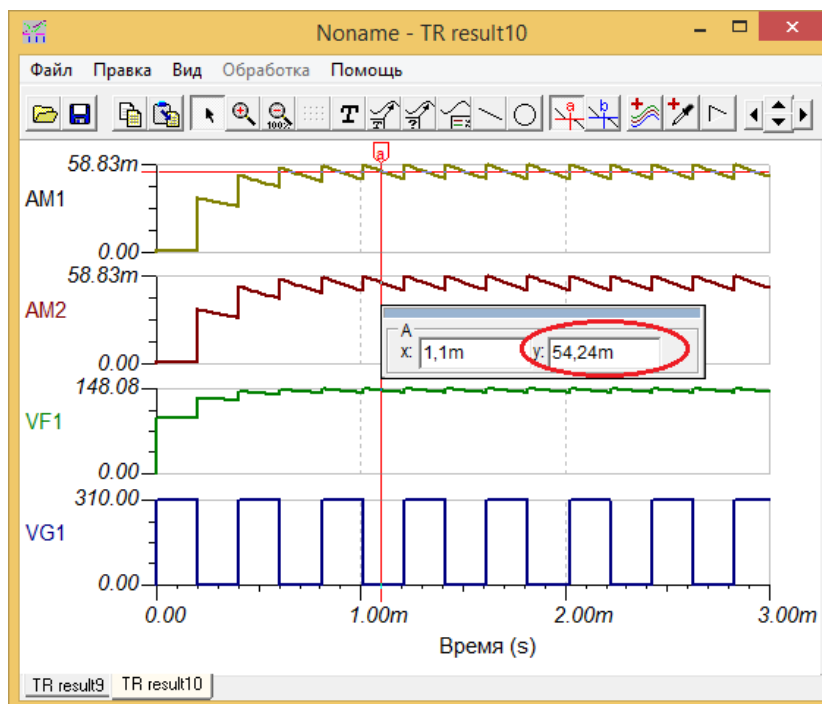 Noname - TR result10
Файл Правка Вид Обработка Помощь
100% T T ? a b
a
58.83m
AM1
0.00
58.83m
AM2
0.00
A
x: 1,1m y: 54,24m
148.08
VF1
0.00
310.00
VG1
0.00
0.00 1.00m 2.00m 3.00m
Время (s)
TR result9 TR result10